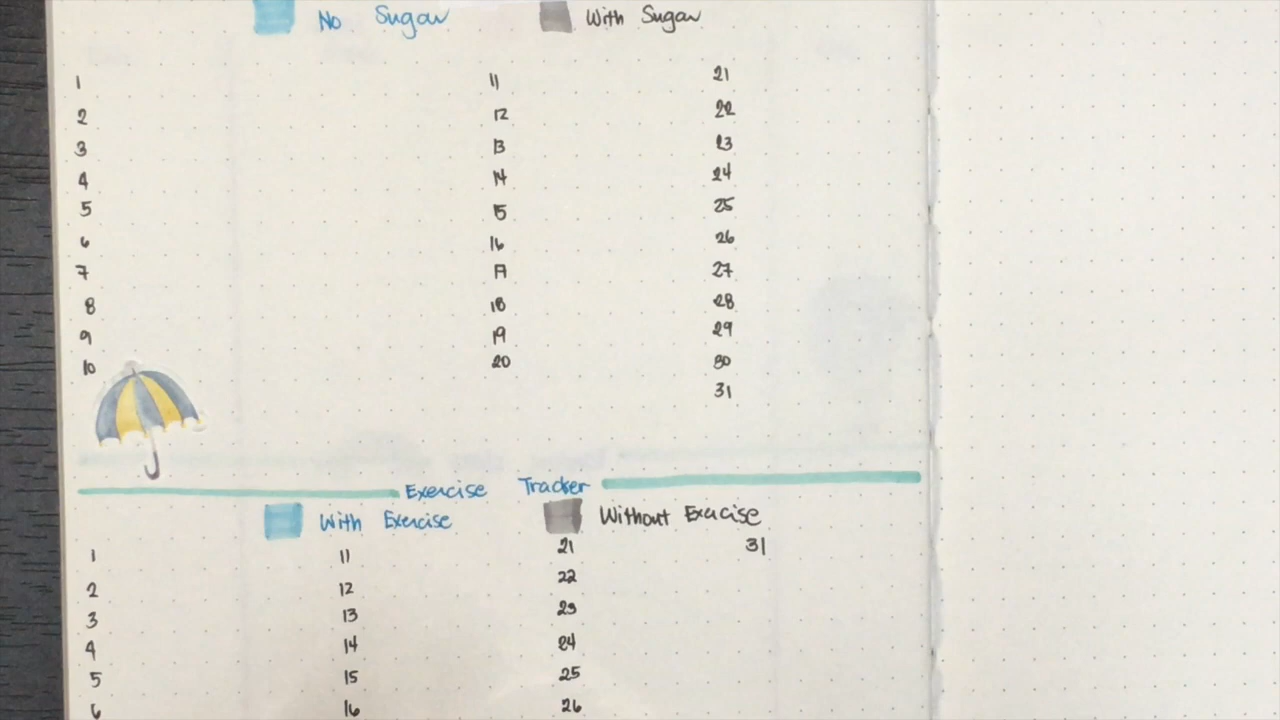 No Sugar With Sugar
1 11 21
2 12 22
3 13 23
4 14 24
5 15 25
6 16 26
7 17 27
8 18 28
9 19 29
10 20 30
31
Exercise Tracker
With Exercise Without Exercise
1 11 21 31
2 12 22
3 13 23
4 14 24
5 15 25
6 16 26